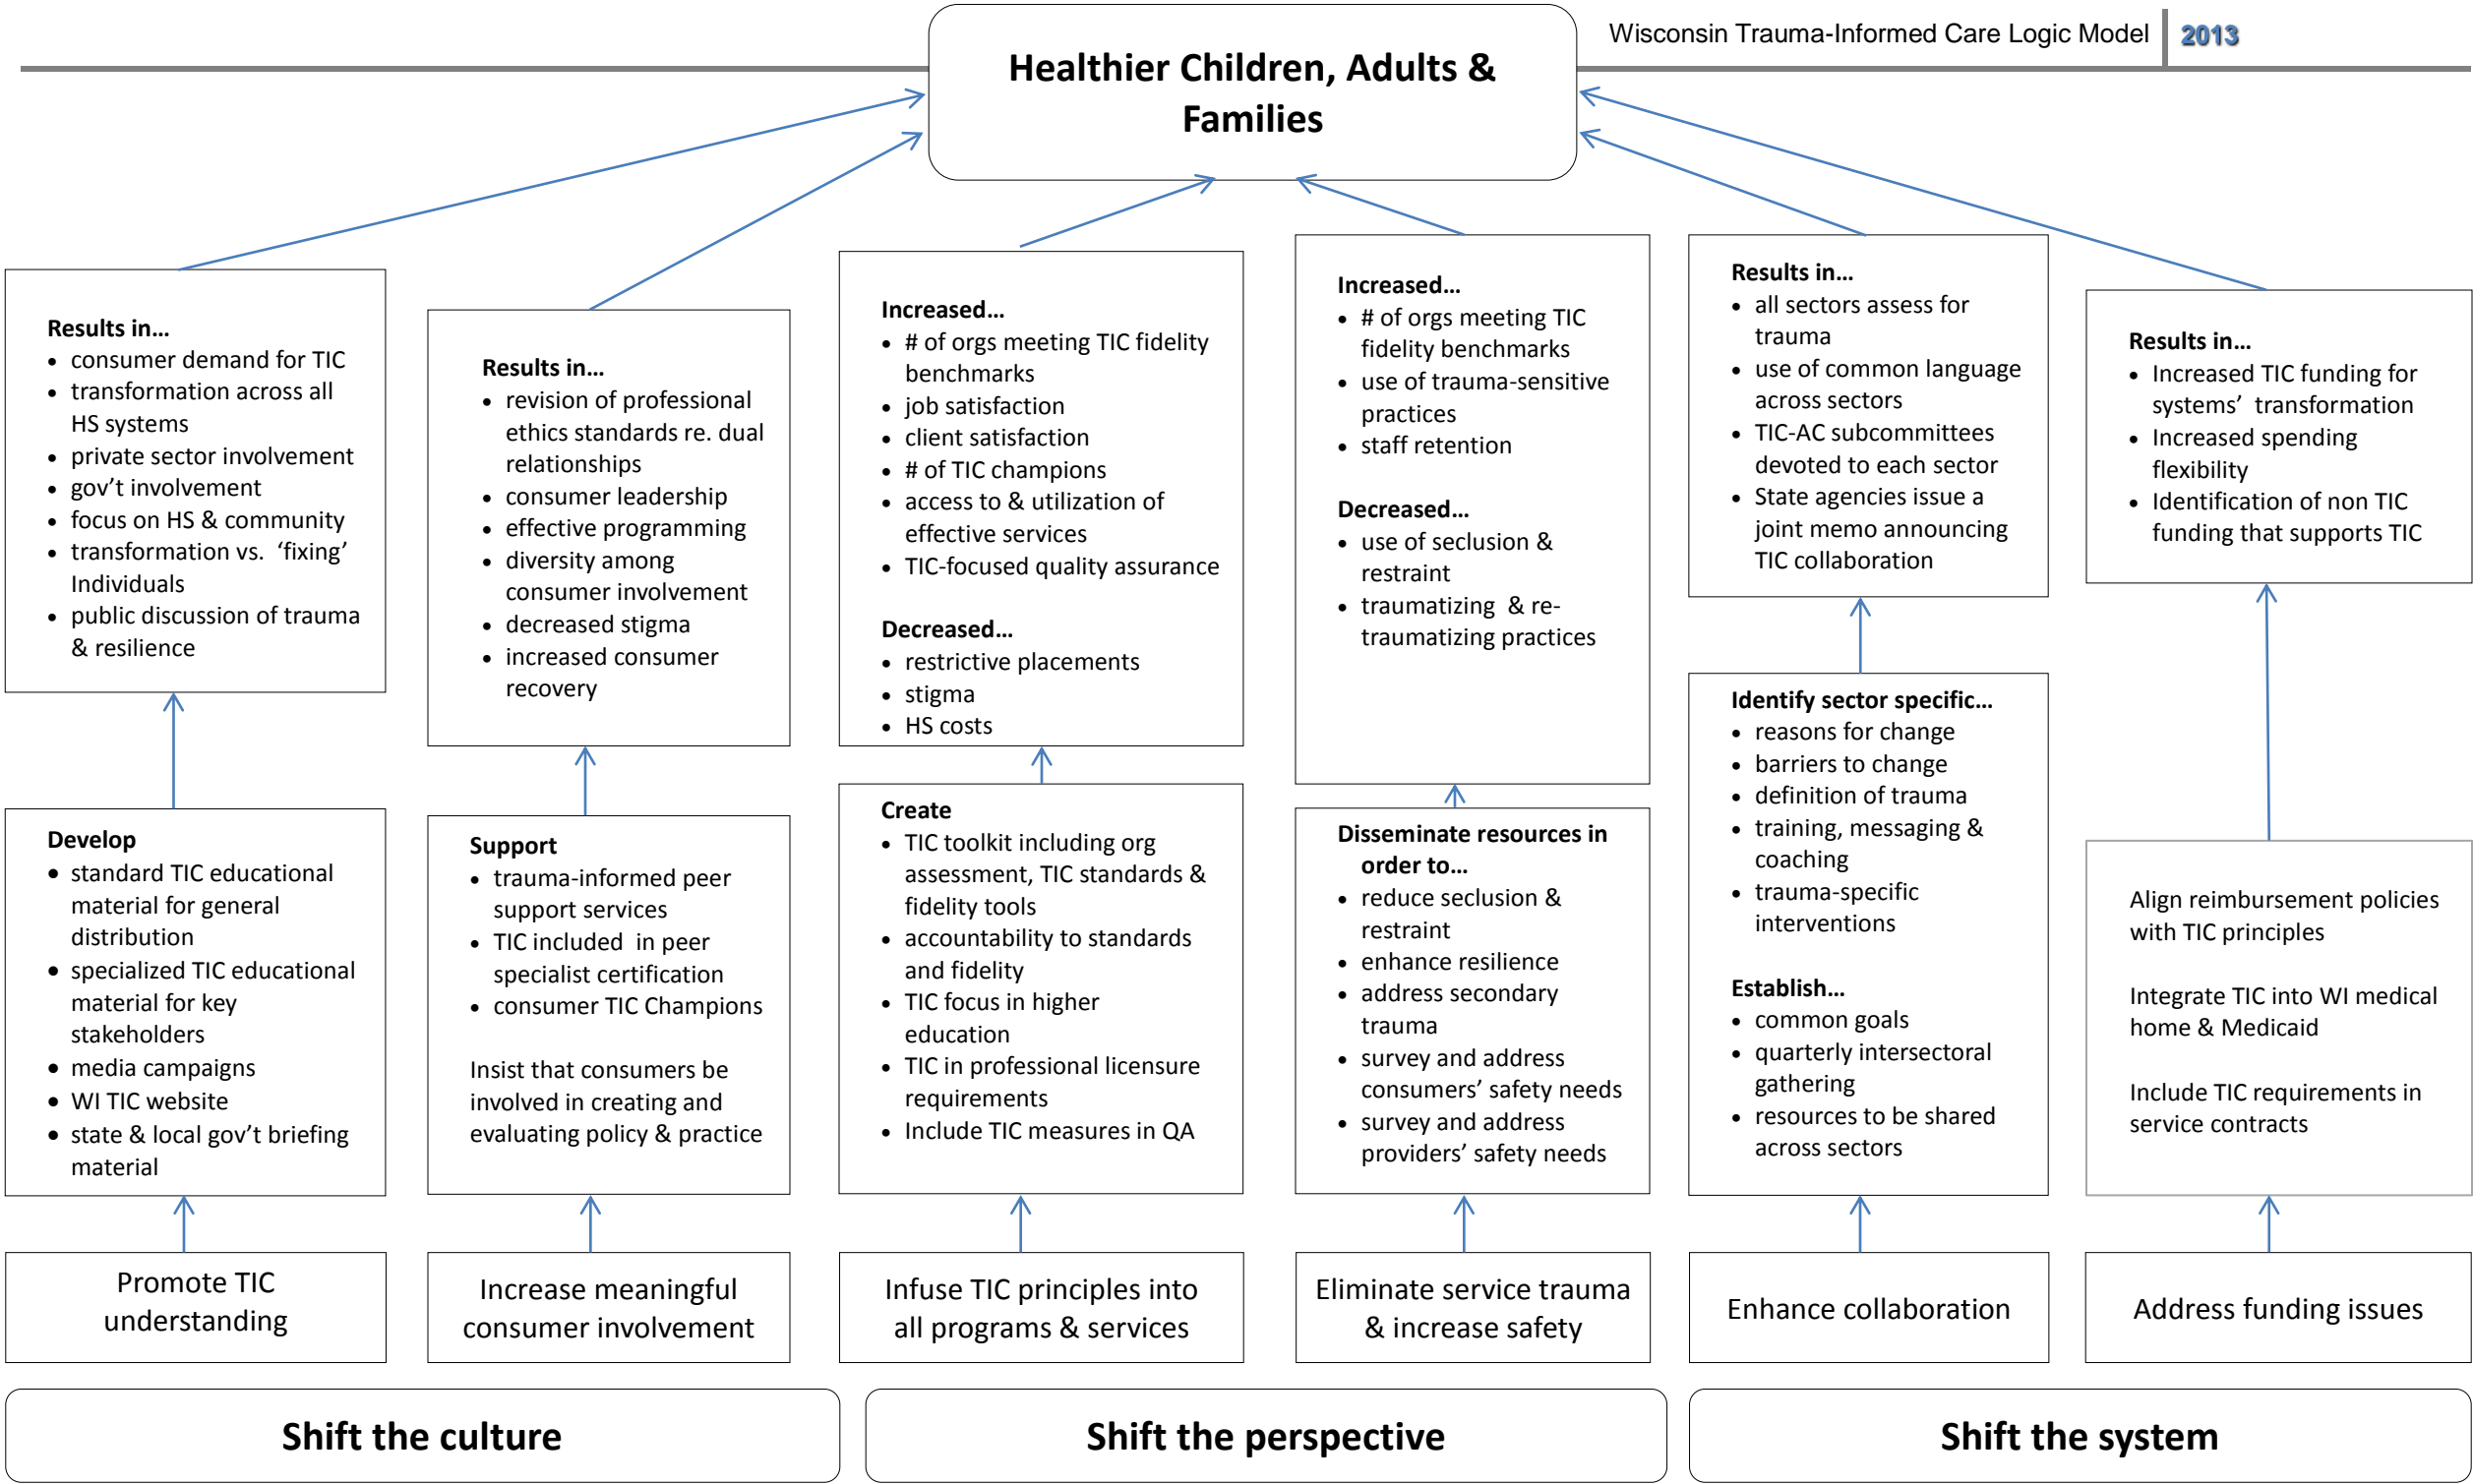 Wisconsin Trauma-Informed Care Logic Model 2013
Healthier Children, Adults &
Families
Results in…
• consumer demand for TIC
• transformation across all
HS systems
• private sector involvement
• gov’t involvement
• focus on HS & community
• transformation vs. ‘fixing’
Individuals
• public discussion of trauma
& resilience
Results in…
• revision of professional
ethics standards re. dual
relationships
• consumer leadership
• effective programming
• diversity among
consumer involvement
• decreased stigma
• increased consumer
recovery
Increased…
• # of orgs meeting TIC fidelity
benchmarks
• job satisfaction
• client satisfaction
• # of TIC champions
• access to & utilization of
effective services
• TIC-focused quality assurance
Decreased…
• restrictive placements
• stigma
• HS costs
Increased…
• # of orgs meeting TIC
fidelity benchmarks
• use of trauma-sensitive
practices
• staff retention
Decreased…
• use of seclusion &
restraint
• traumatizing & re-
traumatizing practices
Results in…
• all sectors assess for
trauma
• use of common language
across sectors
• TIC-AC subcommittees
devoted to each sector
• State agencies issue a
joint memo announcing
TIC collaboration
Results in…
• Increased TIC funding for
systems’ transformation
• Increased spending
flexibility
• Identification of non TIC
funding that supports TIC
Develop
• standard TIC educational
material for general
distribution
• specialized TIC educational
material for key
stakeholders
• media campaigns
• WI TIC website
• state & local gov’t briefing
material
Support
• trauma-informed peer
support services
• TIC included in peer
specialist certification
• consumer TIC Champions
Insist that consumers be
involved in creating and
evaluating policy & practice
Create
• TIC toolkit including org
assessment, TIC standards &
fidelity tools
• accountability to standards
and fidelity
• TIC focus in higher
education
• TIC in professional licensure
requirements
• Include TIC measures in QA
Disseminate resources in
order to…
• reduce seclusion &
restraint
• enhance resilience
• address secondary
trauma
• survey and address
consumers’ safety needs
• survey and address
providers’ safety needs
Identify sector specific…
• reasons for change
• barriers to change
• definition of trauma
• training, messaging &
coaching
• trauma-specific
interventions
Establish…
• common goals
• quarterly intersectoral
gathering
• resources to be shared
across sectors
Align reimbursement policies
with TIC principles
Integrate TIC into WI medical
home & Medicaid
Include TIC requirements in
service contracts
Promote TIC
understanding
Increase meaningful
consumer involvement
Infuse TIC principles into
all programs & services
Eliminate service trauma
& increase safety
Enhance collaboration
Address funding issues
Shift the culture
Shift the perspective
Shift the system